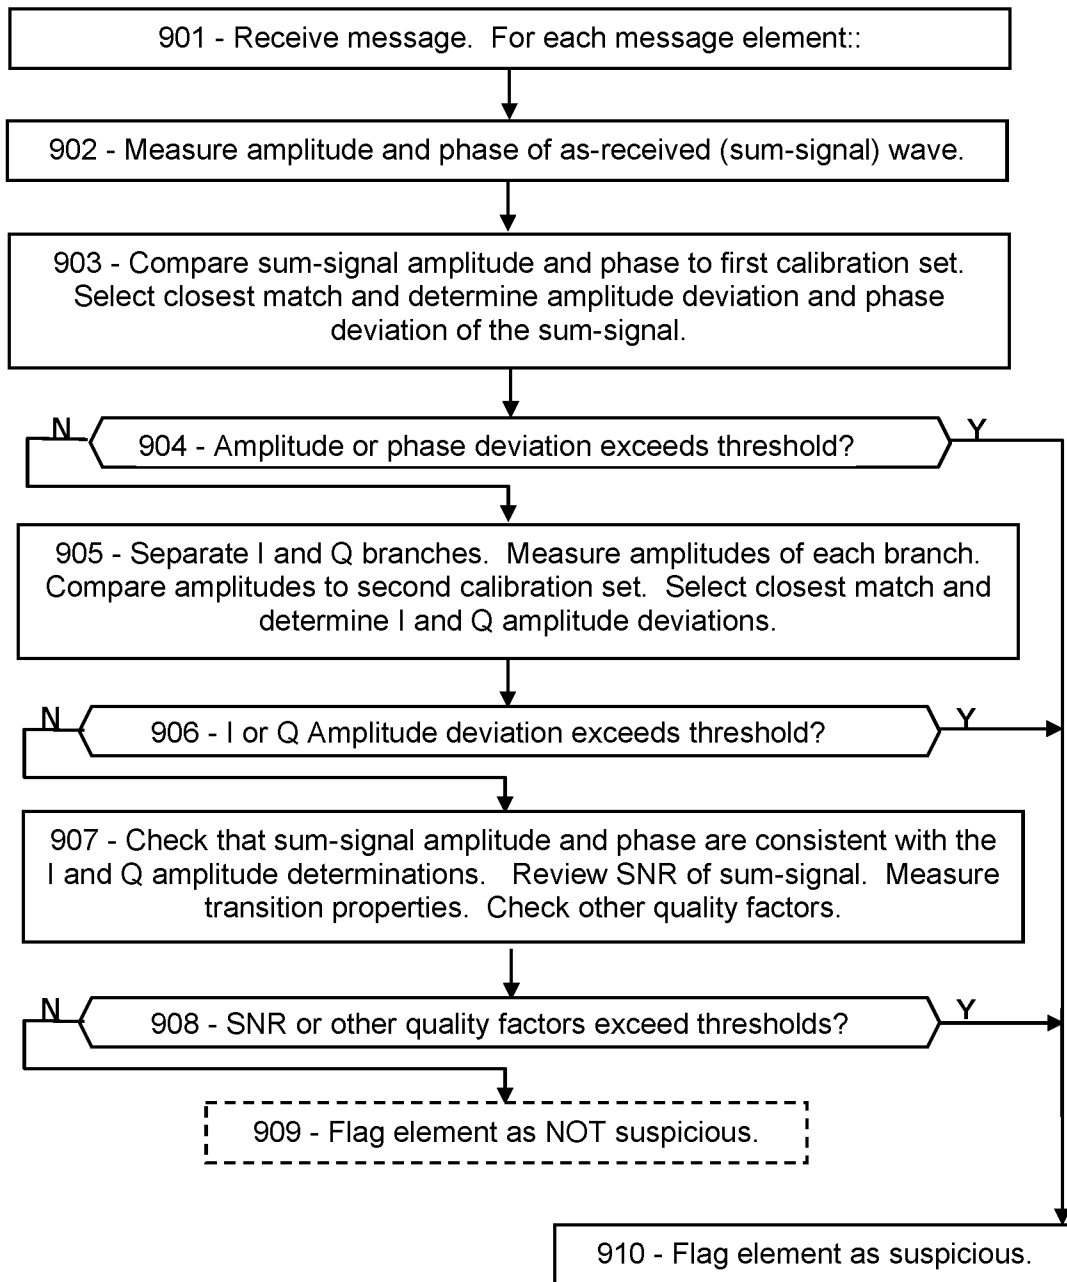 901 - Receive message.  For each message element::
902 - Measure amplitude and phase of as-received (sum-signal) wave.
903 - Compare sum-signal amplitude and phase to first calibration set.
Select closest match and determine amplitude deviation and phase
deviation of the sum-signal.
N
904 - Amplitude or phase deviation exceeds threshold?
Y
905 - Separate I and Q branches.  Measure amplitudes of each branch.
Compare amplitudes to second calibration set.  Select closest match and
determine I and Q amplitude deviations.
N
906 - I or Q Amplitude deviation exceeds threshold?
Y
907 - Check that sum-signal amplitude and phase are consistent with the
I and Q amplitude determinations.   Review SNR of sum-signal.  Measure
transition properties.  Check other quality factors.
N
908 - SNR or other quality factors exceed thresholds?
Y
909 - Flag element as NOT suspicious.
910 - Flag element as suspicious.